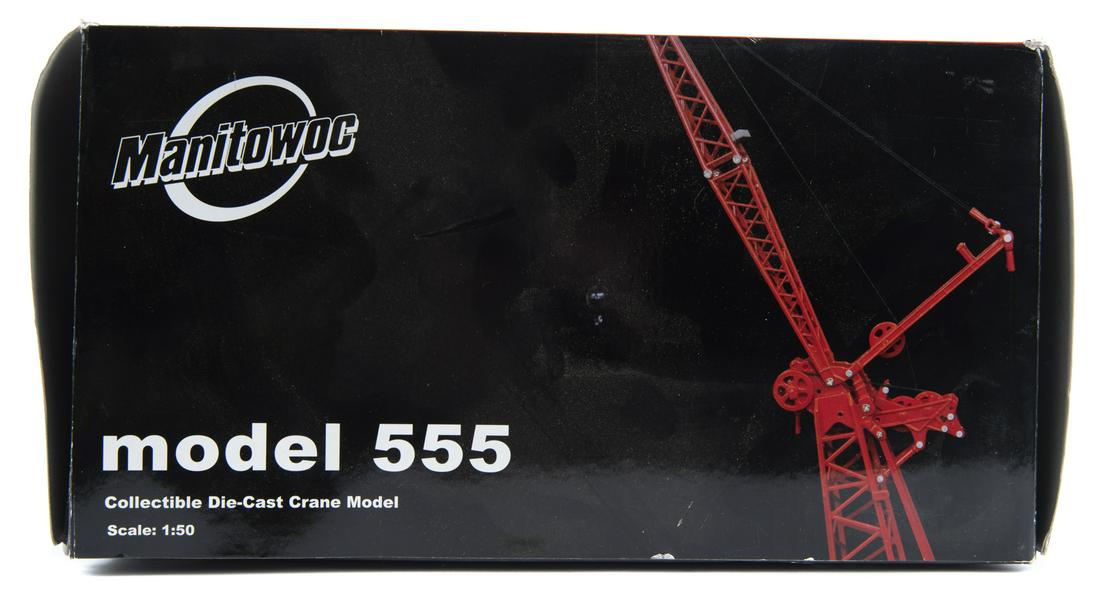 Manitowoc
model 555
Collectible Die-Cast Crane Model
Scale: 1:50